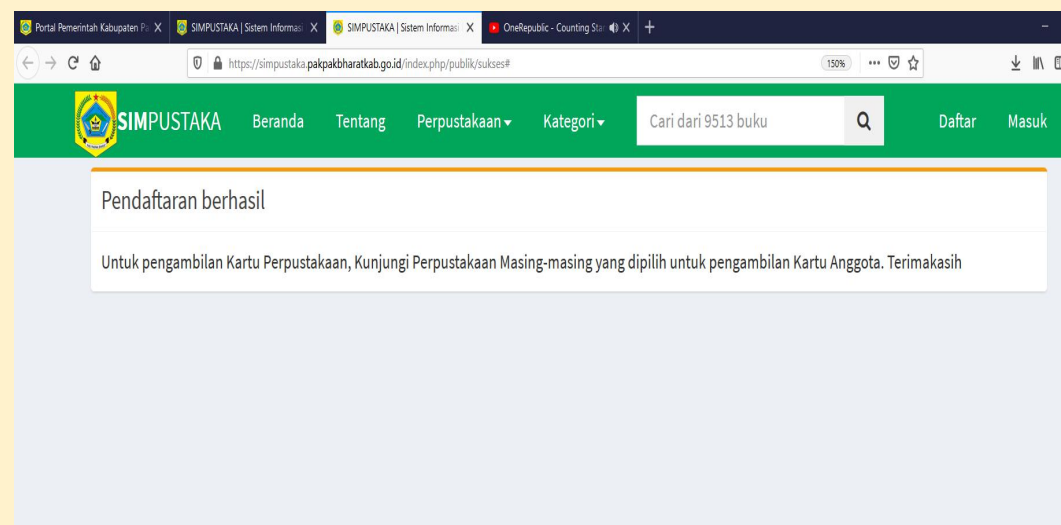 Portal Pemerintah Kabupaten Pa
SIMPUSTAKA | Sistem Informasi
SIMPUSTAKA | Sistem Informasi
OneRepublic - Counting Star
https://simpustaka.pakpakbharatkab.go.id/index.php/publik/sukses#
150%
SIMPUSTAKA Beranda Tentang Perpustakaan Kategori Cari dari 9513 buku Daftar Masuk
Pendaftaran berhasil
Untuk pengambilan Kartu Perpustakaan, Kunjungi Perpustakaan Masing-masing yang dipilih untuk pengambilan Kartu Anggota. Terimakasih